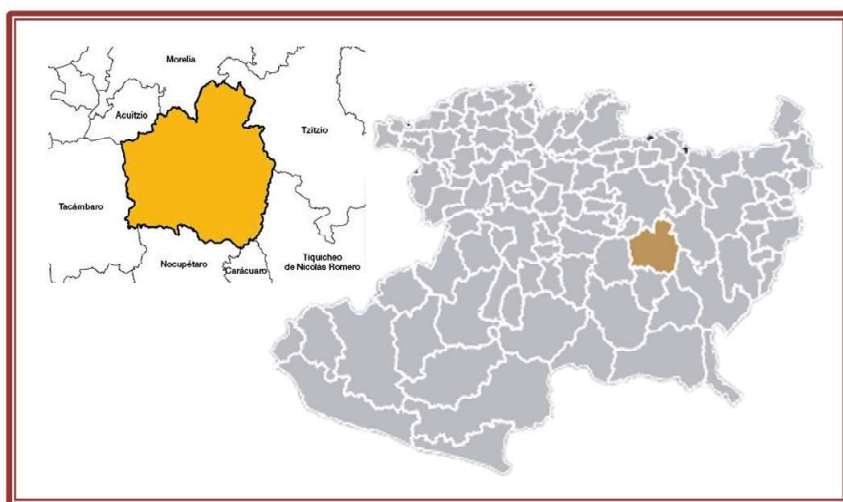 Morelia
Acuitzio
Tzitzio
Tacámbaro
Nocupétaro
Carácuaro
Tiquicheo
de Nicolás Romero